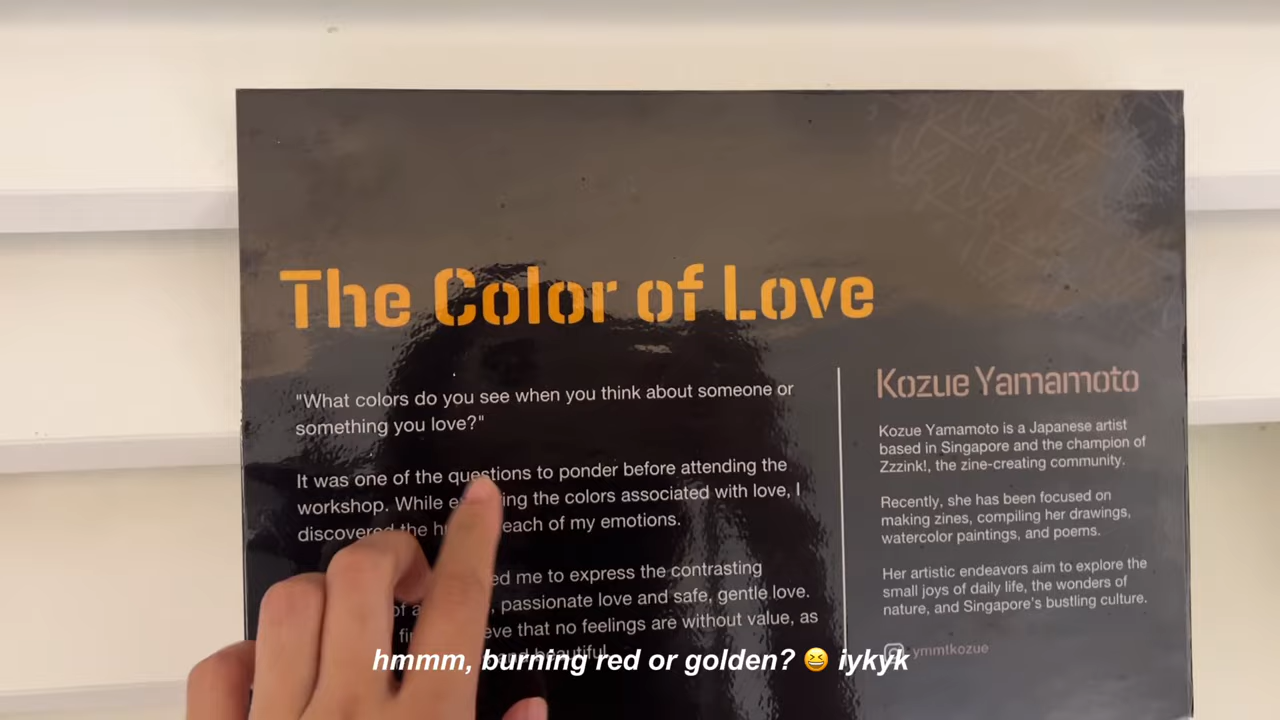 The Color of Love
"What colors do you see when you think about someone or
something you love?"
It was one of the questions to ponder before attending the
workshop. While the colors associated with love, I
discovered the each of my emotions.
me to express the contrasting
passionate love and safe, gentle love.
that no feelings are without value, as
and beautiful.
Kozue Yamamoto
Kozue Yamamoto is a Japanese artist
based in Singapore and the champion of
Zzzink!, the zine-creating community.
Recently, she has been focused on
making zines, compiling her drawings,
watercolor paintings, and poems.
Her artistic endeavors aim to explore the
small joys of daily life, the wonders of
nature, and Singapore's bustling culture.
ymmtkozue
hmmm, burning red or golden? 😆 iykyk